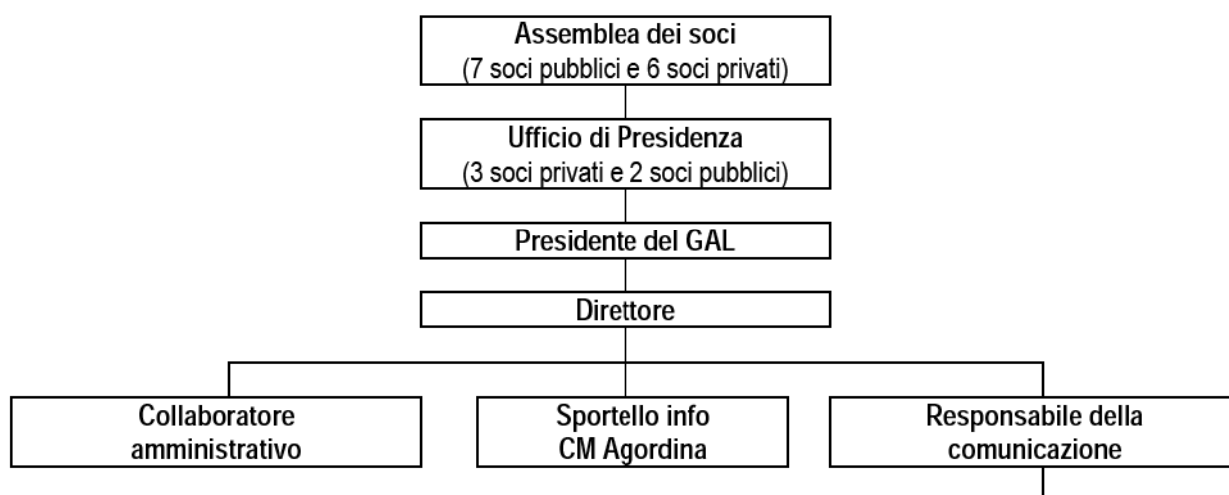 Assemblea dei soci
(7 soci pubblici e 6 soci privati)
Ufficio di Presidenza
(3 soci privati e 2 soci pubblici)
Presidente del GAL
Direttore
Collaboratore
amministrativo
Sportello info
CM Agordina
Responsabile della
comunicazione